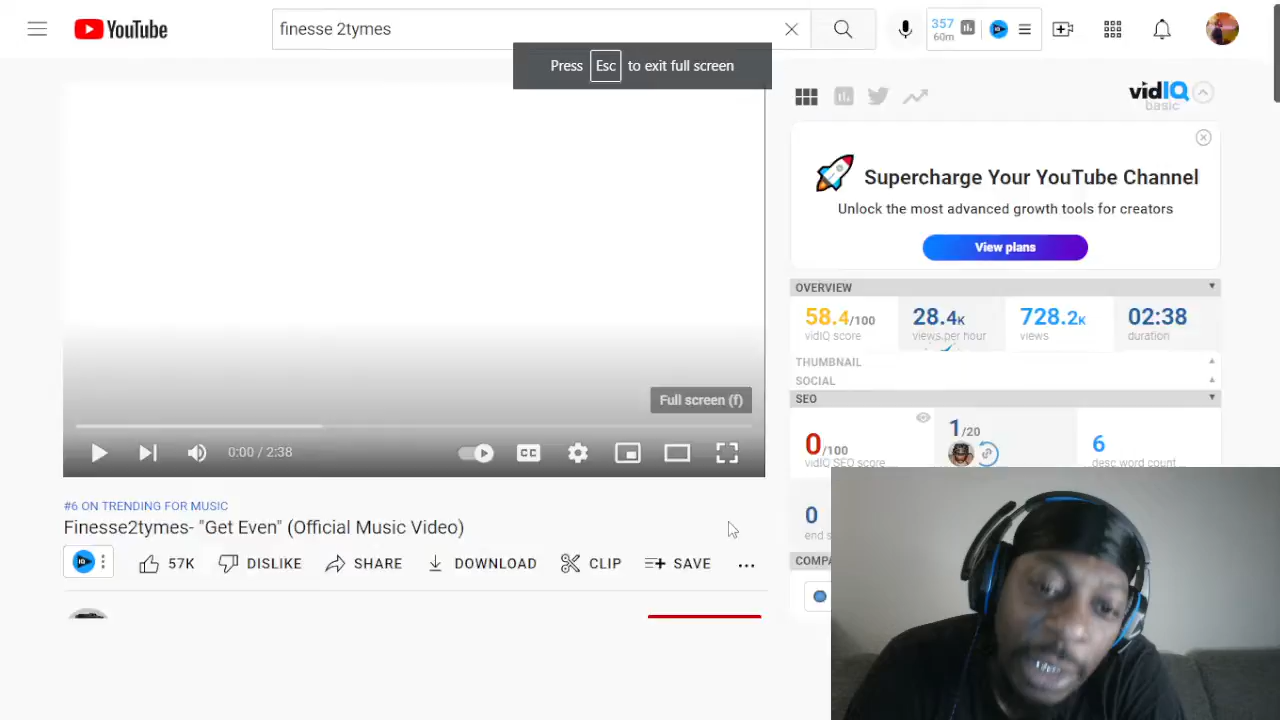 YouTube
finesse 2tymes
357
60m
Press Esc to exit full screen
vidIQ
basic
Supercharge Your YouTube Channel
Unlock the most advanced growth tools for creators
View plans
OVERVIEW
58.4/100
vidIQ score
28.4K
views per hour
728.2K
views
02:38
duration
THUMBNAIL
SOCIAL
SEO
0/100
vidIQ SEO score
1/20
6
desc word count...
0
end s
COMPA
Full screen (f)
0:00 / 2:38
CC
#6 ON TRENDING FOR MUSIC
Finesse2tymes- "Get Even" (Official Music Video)
57K
DISLIKE
SHARE
DOWNLOAD
CLIP
SAVE